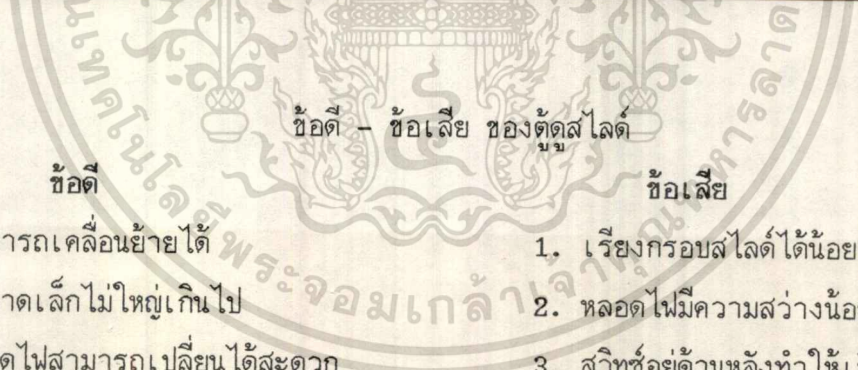 ข้อดี - ข้อเสีย ของตู้ดูสไลด์
ข้อดี ข้อเสีย
ารถเคลื่อนย้ายได้ 1. เรียงกรอบสไลด์ได้น้อย
าดเล็กไม่ใหญ่เกินไป 2. หลอดไฟมีความสว่างน้อ
ดไฟสามารถเปลี่ยนได้สะดวก 3. สวิทซ์อยู่ด้านหลังทำให้